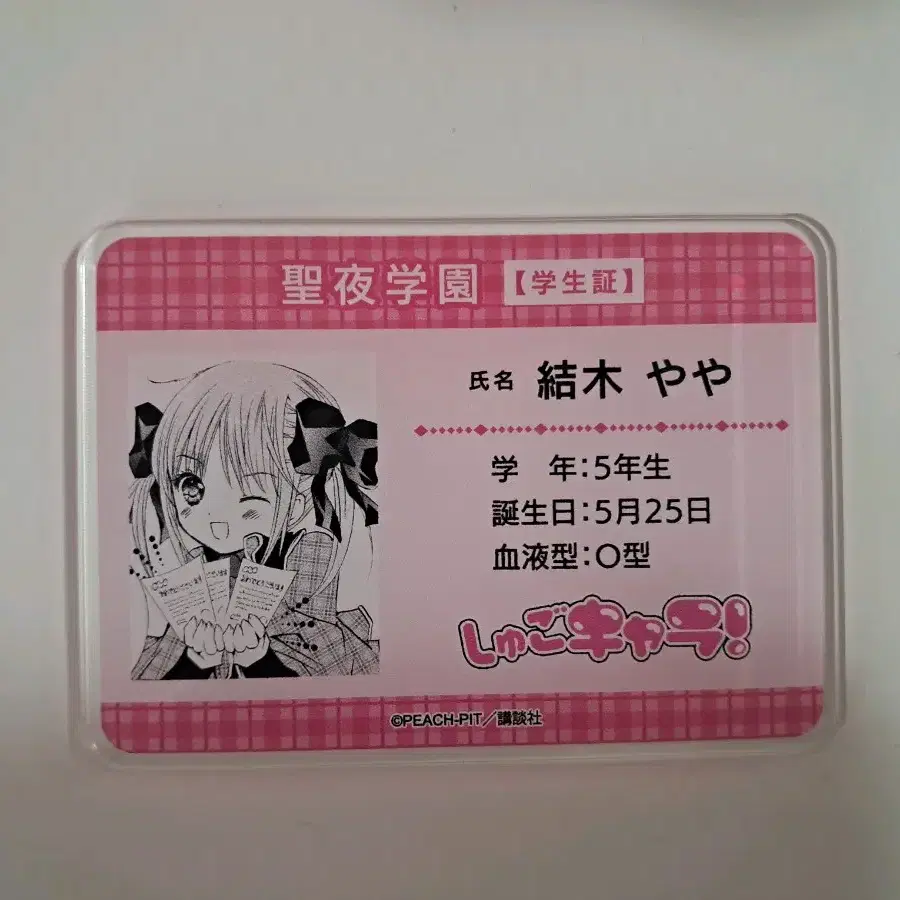 聖夜学園 【学生証】
氏名 結木 やや
学 年:5年生
誕生日:5月25日
血液型:O型
しゅごキャラ!
©PEACH-PIT/講談社